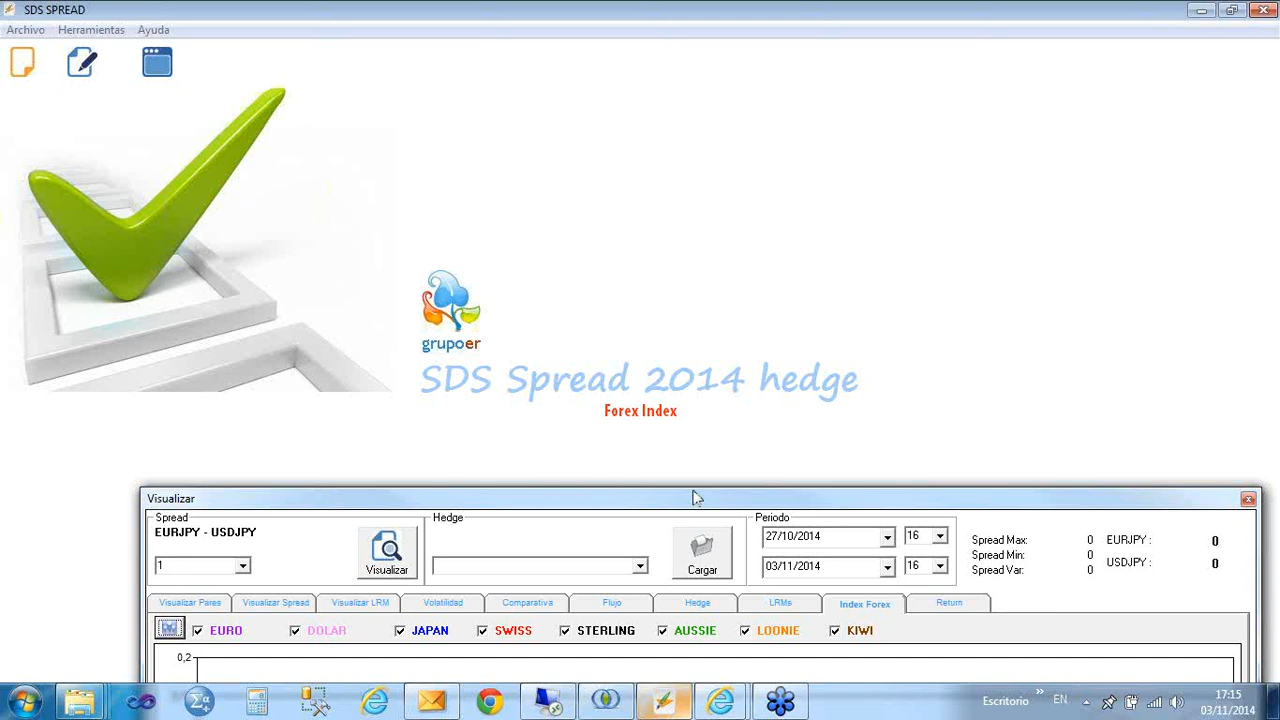 SDS SPREAD
Archivo Herramientas Ayuda
grupoer
SDS Spread 2014 hedge
Forex Index
Visualizar
Spread Hedge Periodo
EURJPY - USDJPY
1
Visualizar
Cargar
27/10/2014 16
03/11/2014 16
Spread Max: 0 EURJPY : 0
Spread Min: 0
USDJPY : 0
Spread Var: 0
Visualizar Pares Visualizar Spread Visualizar LRM Volatilidad Comparativa Flujo Hedge LRMs Index Forex Return
EURO DOLAR JAPAN SWISS STERLING AUSSIE LOONIE KIWI
0,2
Escritorio » EN 17:15
03/11/2014